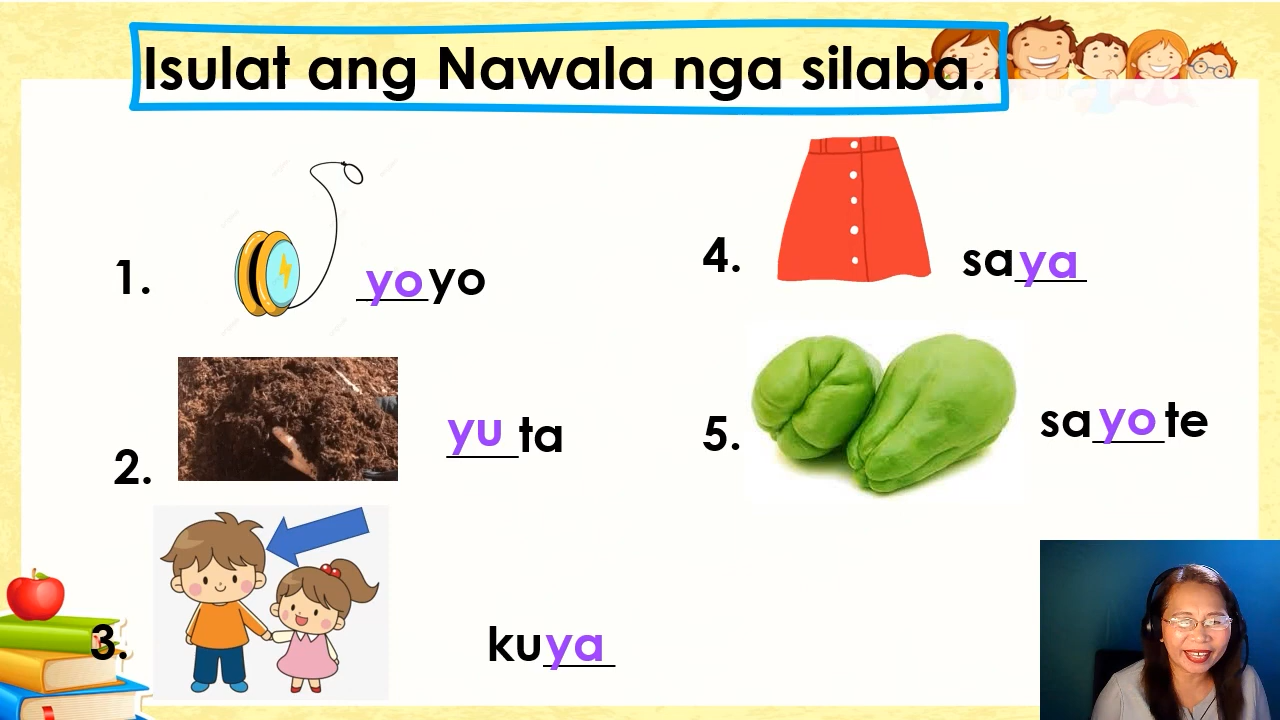 Isulat ang Nawala nga silaba.
1. yoyo
2. yuta
3. kuya
4. saya
5. sayote